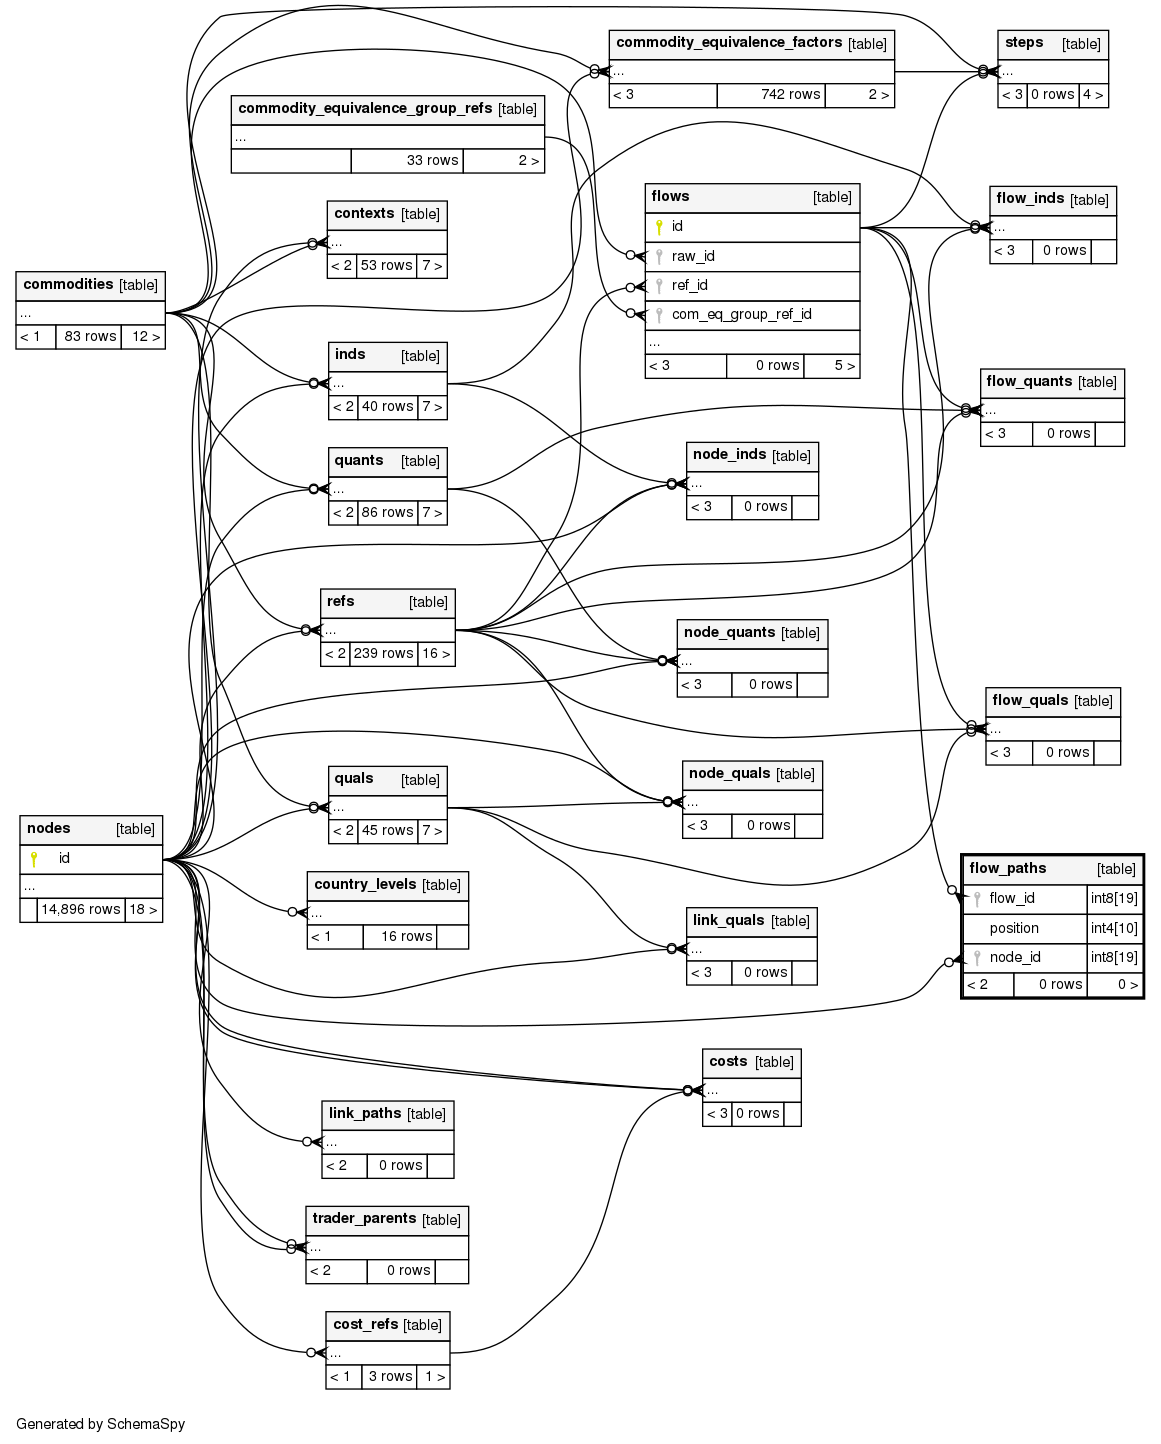 commodity_equivalence_factors [table]
...
< 3 742 rows 2 >
steps [table]
...
< 3 0 rows 4 >
commodity_equivalence_group_refs [table]
...
33 rows 2 >
contexts [table]
...
< 2 53 rows 7 >
flows [table]
id
raw_id
ref_id
com_eq_group_ref_id
...
< 3 0 rows 5 >
flow_inds [table]
...
< 3 0 rows
commodities [table]
...
< 1 83 rows 12 >
inds [table]
...
< 2 40 rows 7 >
flow_quants [table]
...
< 3 0 rows
quants [table]
...
< 2 86 rows 7 >
node_inds [table]
...
< 3 0 rows
refs [table]
...
< 2 239 rows 16 >
node_quants [table]
...
< 3 0 rows
flow_quals [table]
...
< 3 0 rows
quals [table]
...
< 2 45 rows 7 >
node_quals [table]
...
< 3 0 rows
nodes [table]
id
...
14,896 rows 18 >
country_levels [table]
...
< 1 16 rows
flow_paths [table]
flow_id int8[19]
position int4[10]
node_id int8[19]
< 2 0 rows 0 >
link_quals [table]
...
< 3 0 rows
costs [table]
...
< 3 0 rows
link_paths [table]
...
< 2 0 rows
trader_parents [table]
...
< 2 0 rows
cost_refs [table]
...
< 1 3 rows 1 >
Generated by SchemaSpy